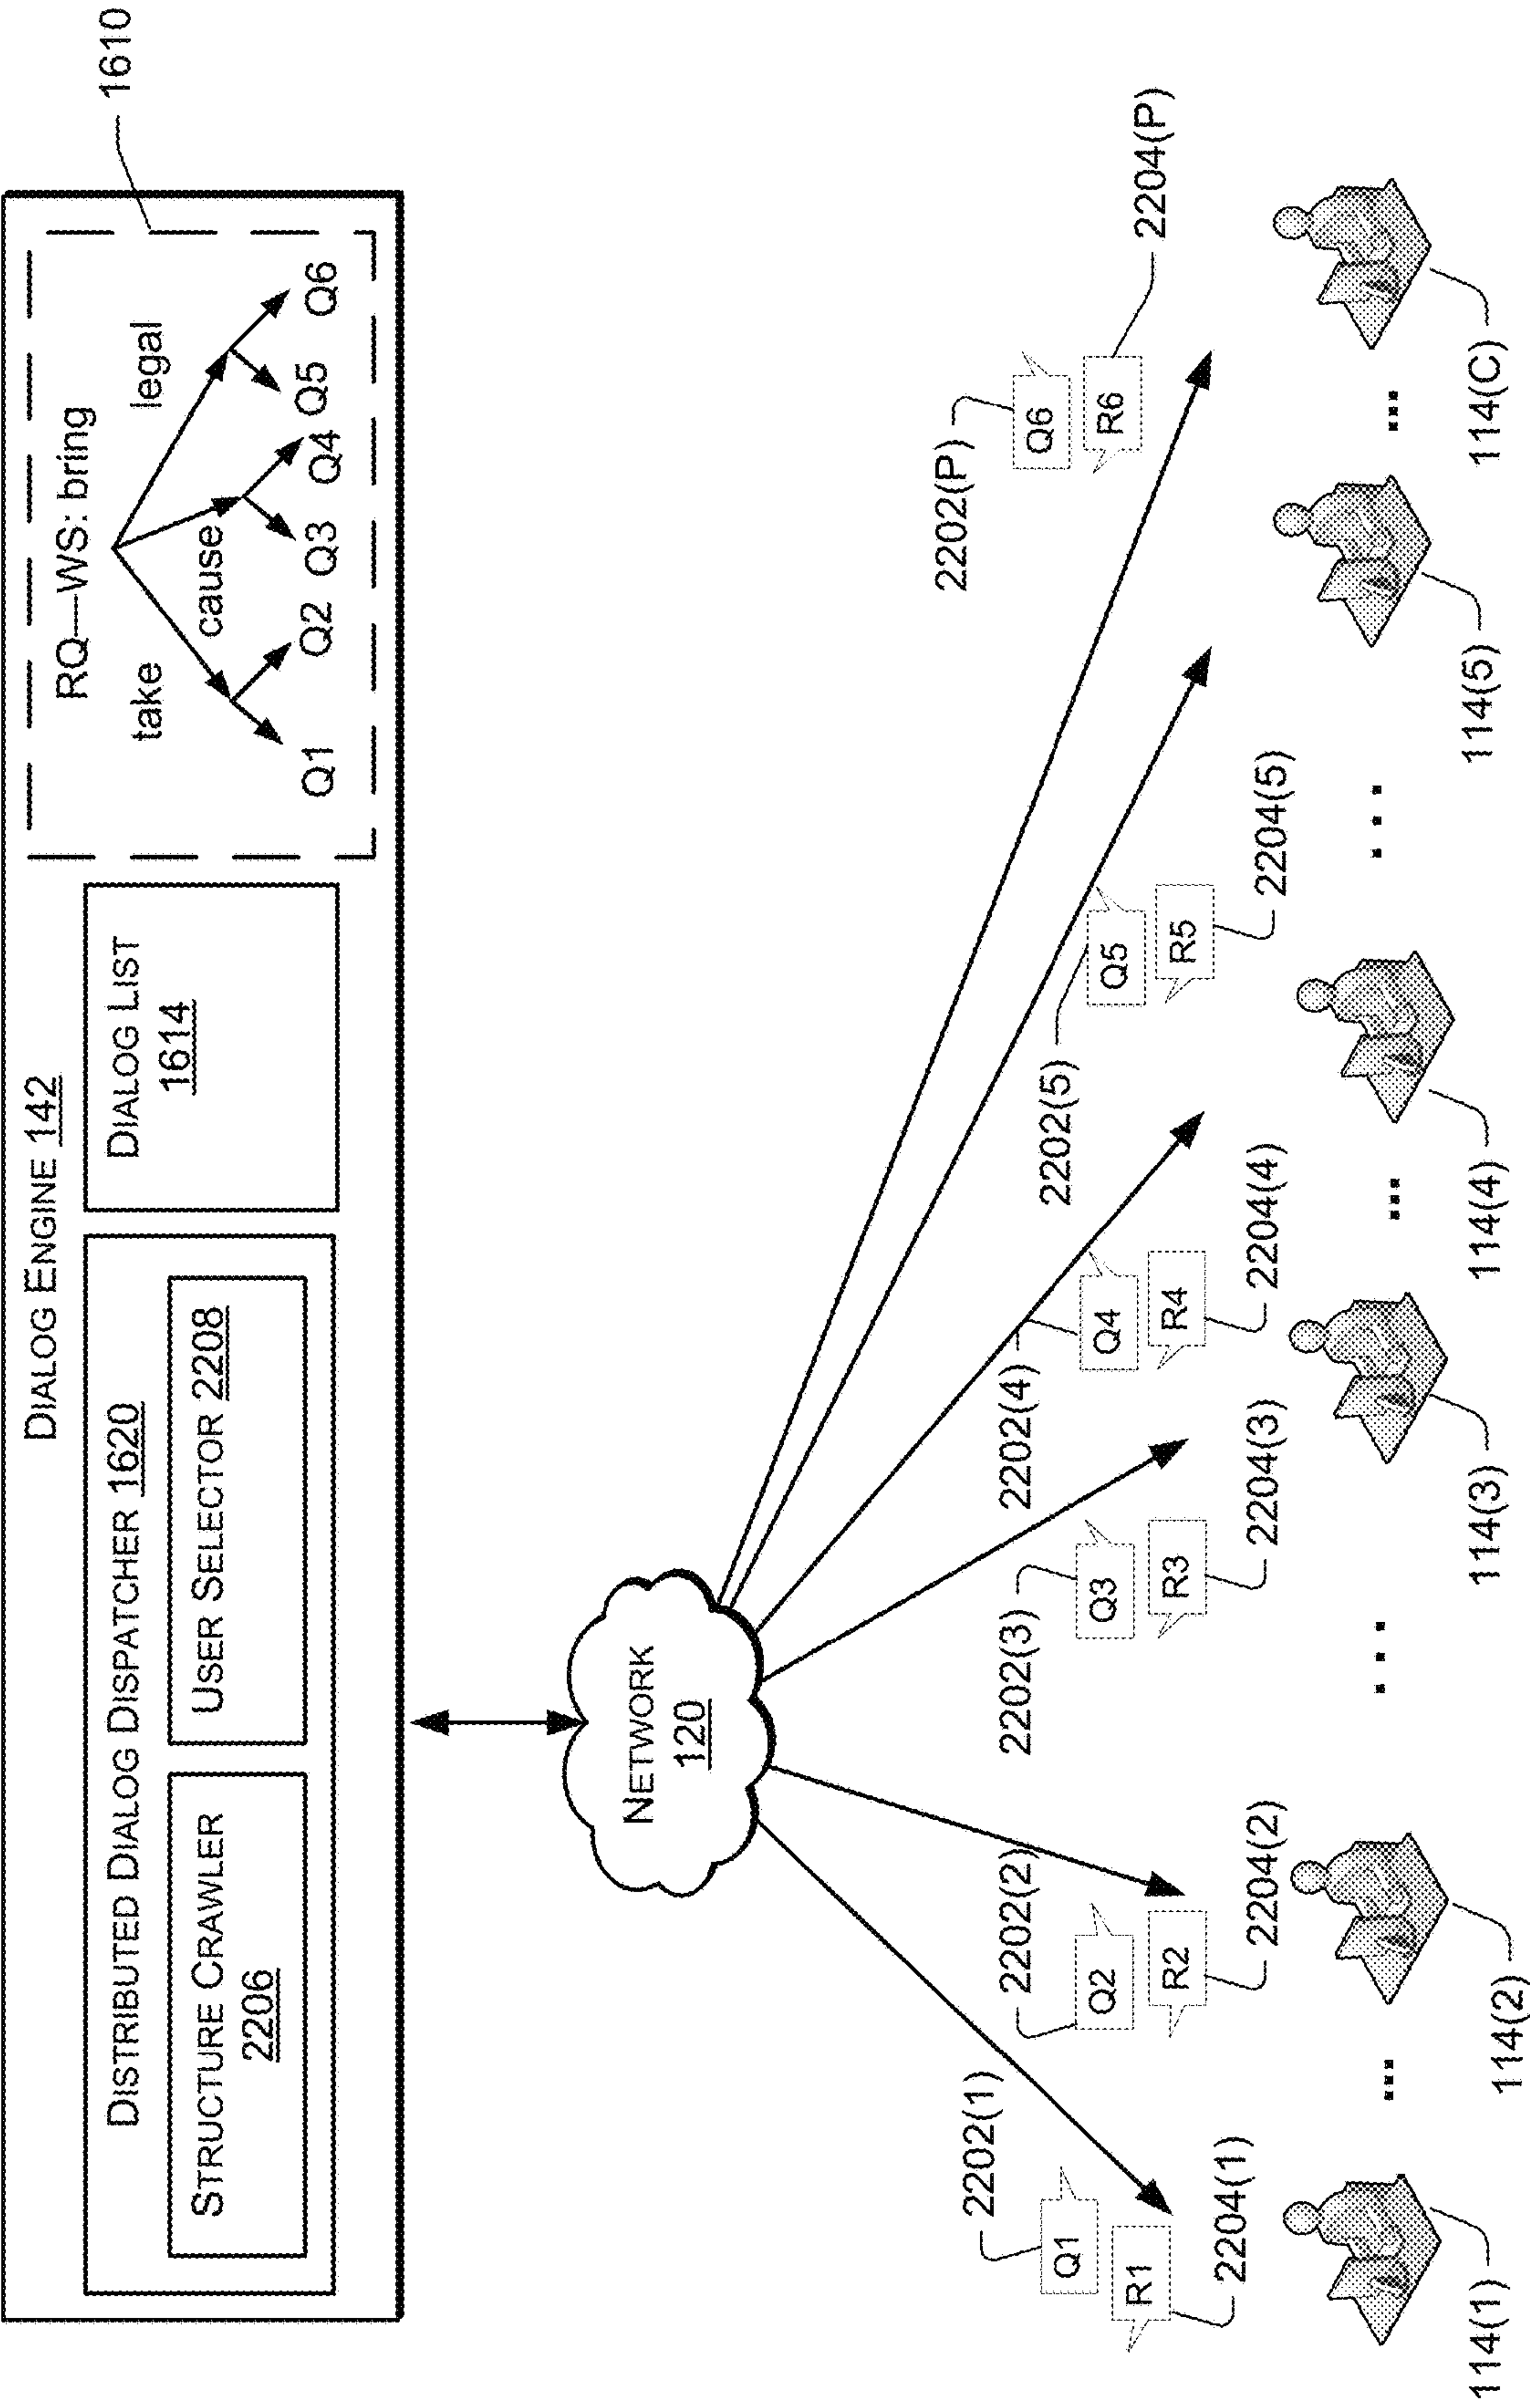 DIALOG ENGINE 142
DISTRIBUTED DIALOG DISPATCHER 1620
STRUCTURE CRAWLER
2206
USER SELECTOR 2208
DIALOG LIST
1614
RQ—WS: bring
take
cause
legal
Q1
Q2
Q3
Q4
Q5
Q6
1610
NETWORK
120
2202(1)
Q1
R1
2204(1)
2202(2)
Q2
R2
2204(2)
2202(3)
Q3
R3
2204(3)
2202(4)
Q4
R4
2204(4)
2202(5)
Q5
R5
2204(5)
2202(P)
Q6
R6
2204(P)
...
...
...
...
...
114(1)
114(2)
114(3)
114(4)
114(5)
114(C)